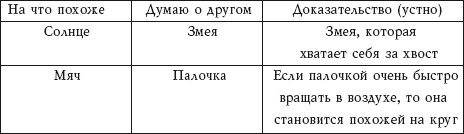 На что похоже Думаю о другом Доказательство (устно)
Солнце Змея Змея, которая
хватает себя за хвост
Мяч Палочка Если палочкой очень быстро
вращать в воздухе, то она
становится похожей на круг